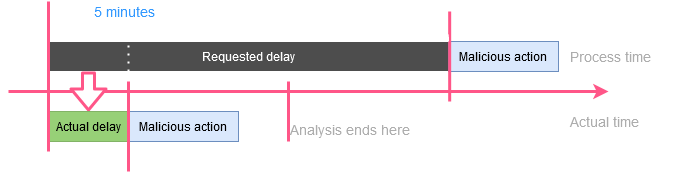 5 minutes
Requested delay
Malicious action
Process time
Actual delay
Malicious action
Analysis ends here
Actual time